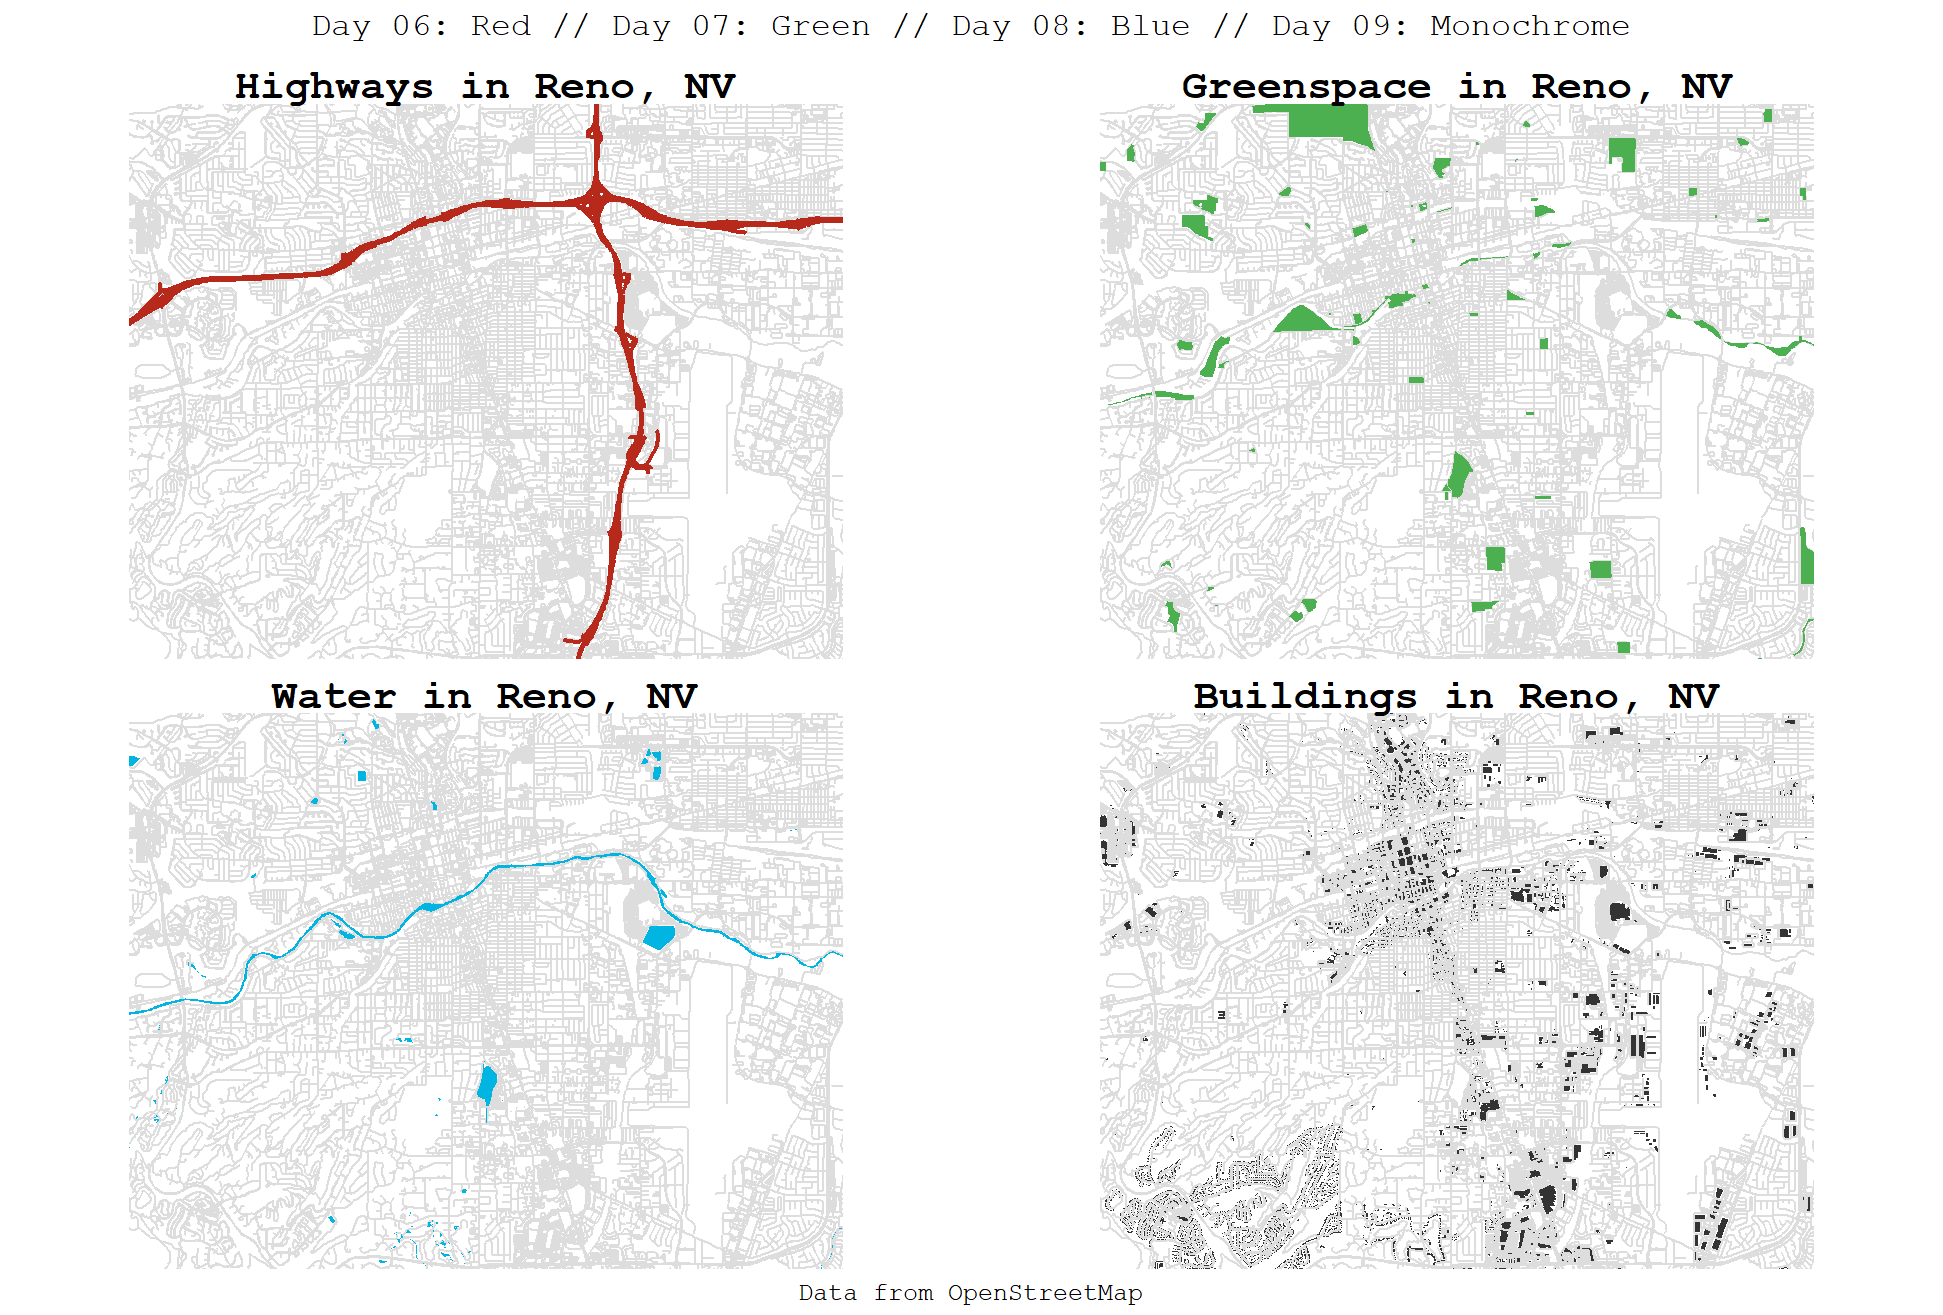 Day 06: Red // Day 07: Green // Day 08: Blue // Day 09: Monochrome
Highways in Reno, NV
Greenspace in Reno, NV
Water in Reno, NV
Buildings in Reno, NV
Data from OpenStreetMap